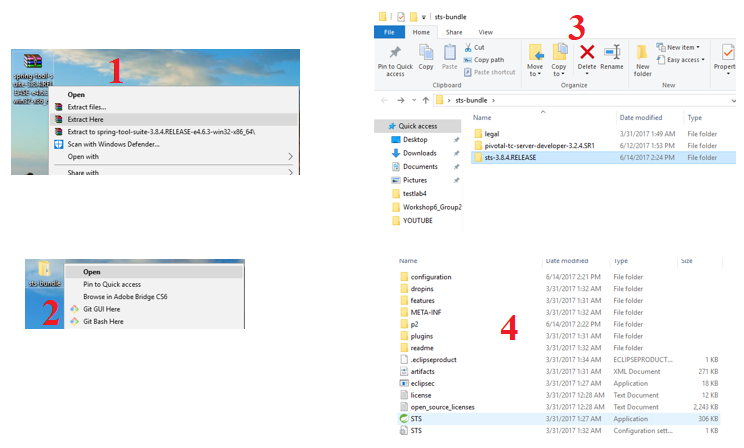 1
spring-tool-s
uite-3.8.4.REL
EASE-e4.6.3-
win32-x86_6
Open
Extract files...
Extract Here
Extract to spring-tool-suite-3.8.4.RELEASE-e4.6.3-win32-x86_64\
Scan with Windows Defender...
Open with
Share with
2
sts-bundle
Open
Pin to Quick access
Browse in Adobe Bridge CS6
Git GUI Here
Git Bash Here
3
sts-bundle
File Home Share View
Pin to Quick access
Copy
Paste
Cut
Copy path
Paste shortcut
Clipboard
Move to
Copy to
Delete
Rename
Organize
New folder
New item
Easy access
New
Propert
sts-bundle
Quick access
Desktop
Downloads
Documents
Pictures
testlab4
Workshop6_Group2
YOUTUBE
Name Date modified Type
legal 3/31/2017 1:49 AM File folder
pivotal-tc-server-developer-3.2.4.SR1 6/12/2017 1:53 PM File folder
sts-3.8.4.RELEASE 6/14/2017 2:24 PM File folder
4
Name Date modified Type Size
configuration 6/14/2017 2:21 PM File folder
dropins 3/31/2017 1:32 AM File folder
features 3/31/2017 1:31 AM File folder
META-INF 3/31/2017 1:32 AM File folder
p2 6/14/2017 2:22 PM File folder
plugins 3/31/2017 1:31 AM File folder
readme 3/31/2017 1:32 AM File folder
.eclipseproduct 3/31/2017 1:34 AM ECLIPSEPRODUCT... 1 KB
artifacts 3/31/2017 1:31 AM XML Document 271 KB
eclipsec 3/31/2017 1:27 AM Application 18 KB
license 3/31/2017 12:28 AM Text Document 12 KB
open_source_licenses 3/31/2017 12:28 AM Text Document 2,243 KB
STS 3/31/2017 1:27 AM Application 306 KB
STS 3/31/2017 1:32 AM Configuration sett... 1 KB